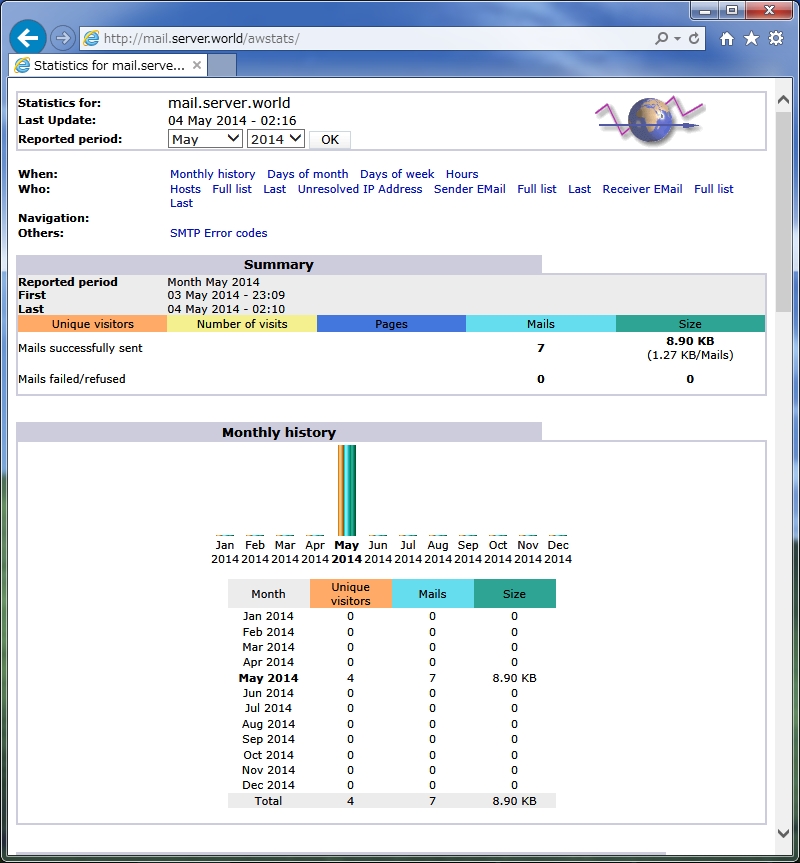 http://mail.server.world/awstats/
Statistics for mail.serve...
Statistics for: mail.server.world
Last Update: 04 May 2014 - 02:16
Reported period: May 2014 OK
When: Monthly history Days of month Days of week Hours
Who: Hosts Full list Last Unresolved IP Address Sender EMail Full list Last Receiver EMail Full list
Last
Navigation:
Others: SMTP Error codes
Summary
Reported period Month May 2014
First 03 May 2014 - 23:09
Last 04 May 2014 - 02:10
Unique visitors Number of visits Pages Mails Size
Mails successfully sent 7 8.90 KB
(1.27 KB/Mails)
Mails failed/refused 0 0
Monthly history
Jan Feb Mar Apr May Jun Jul Aug Sep Oct Nov Dec
2014 2014 2014 2014 2014 2014 2014 2014 2014 2014 2014 2014
Month Unique visitors Mails Size
Jan 2014 0 0 0
Feb 2014 0 0 0
Mar 2014 0 0 0
Apr 2014 0 0 0
May 2014 4 7 8.90 KB
Jun 2014 0 0 0
Jul 2014 0 0 0
Aug 2014 0 0 0
Sep 2014 0 0 0
Oct 2014 0 0 0
Nov 2014 0 0 0
Dec 2014 0 0 0
Total 4 7 8.90 KB